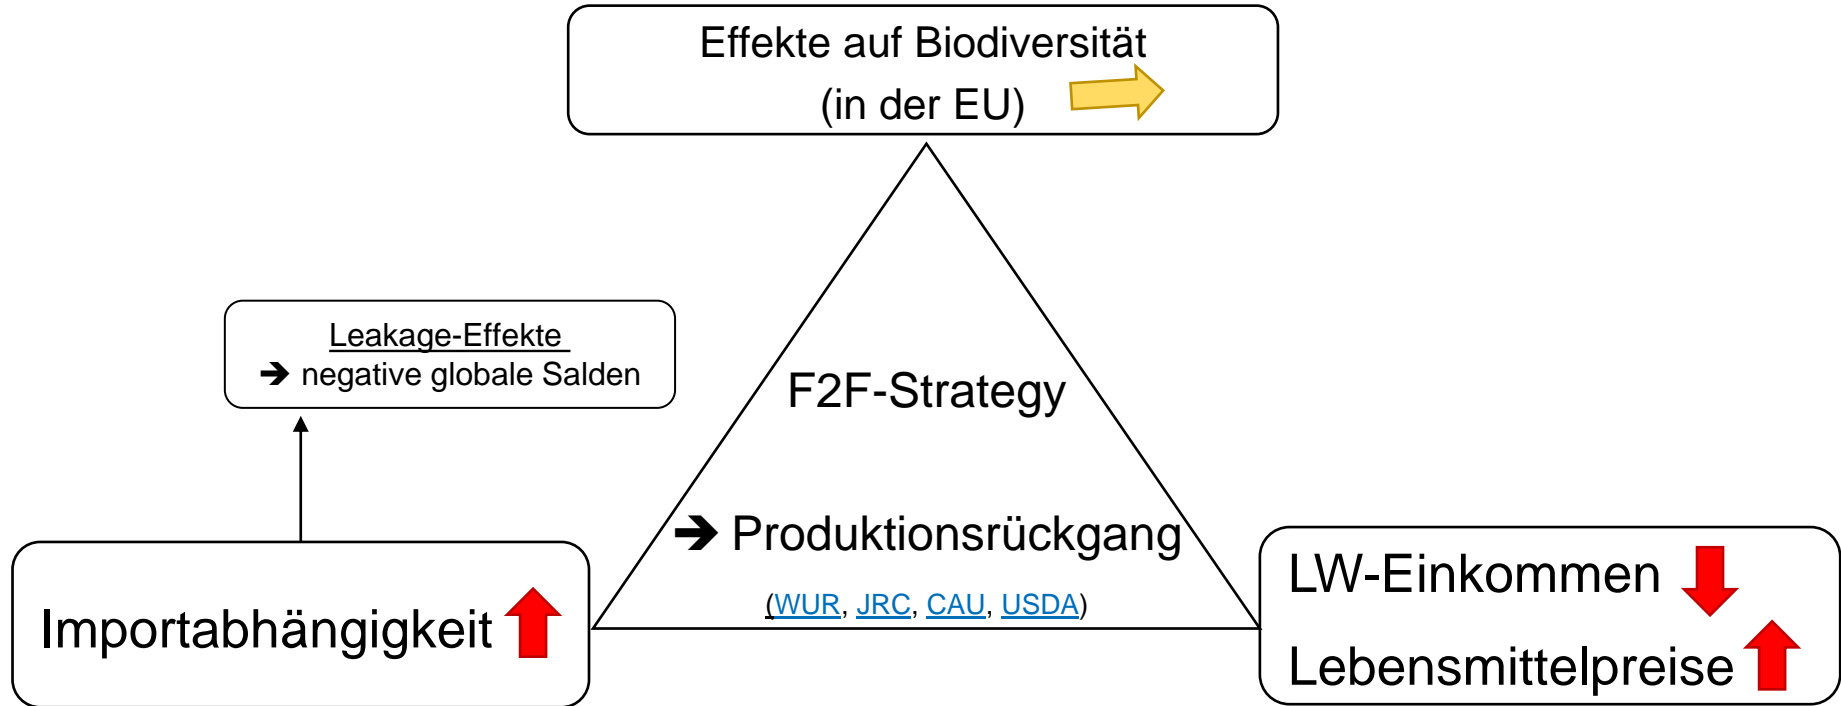 Effekte auf Biodiversität
(in der EU)
Leakage-Effekte
➔ negative globale Salden
F2F-Strategy
➔ Produktionsrückgang
(WUR, JRC, CAU, USDA)
Importabhängigkeit
LW-Einkommen
Lebensmittelpreise